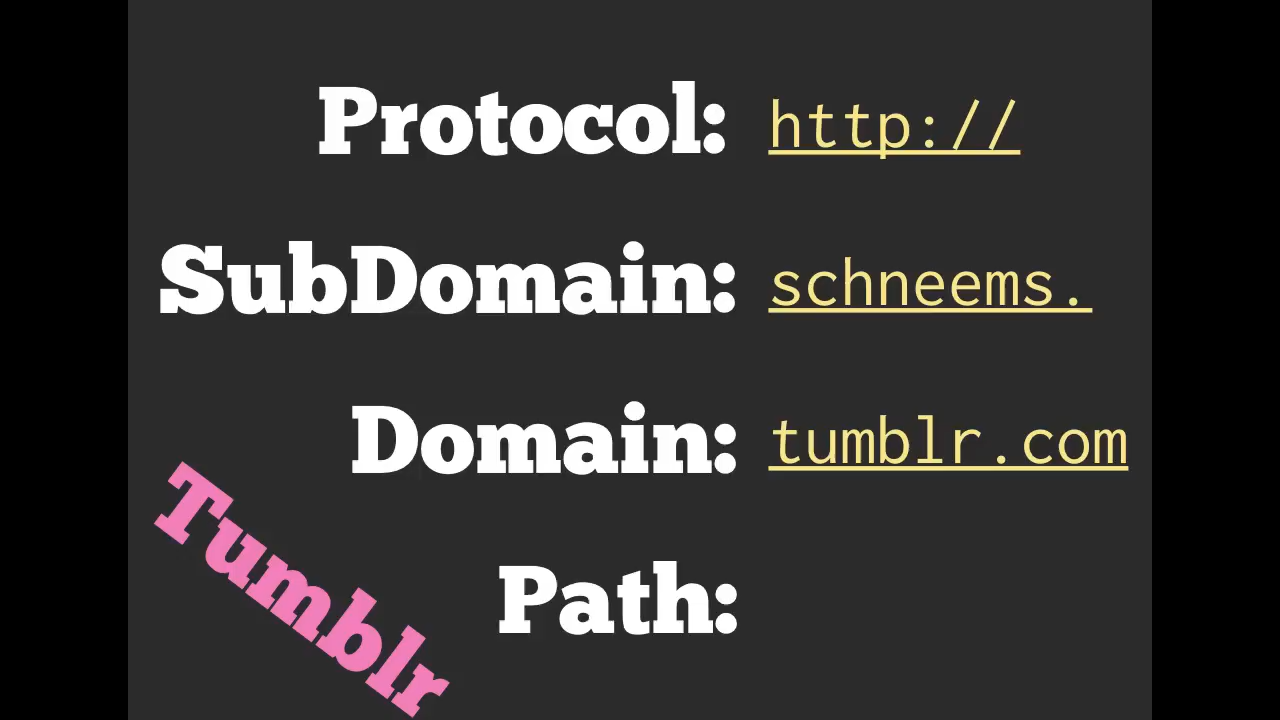 Protocol: http://
SubDomain: schneems.
Domain: tumblr.com
Path:
Tumblr